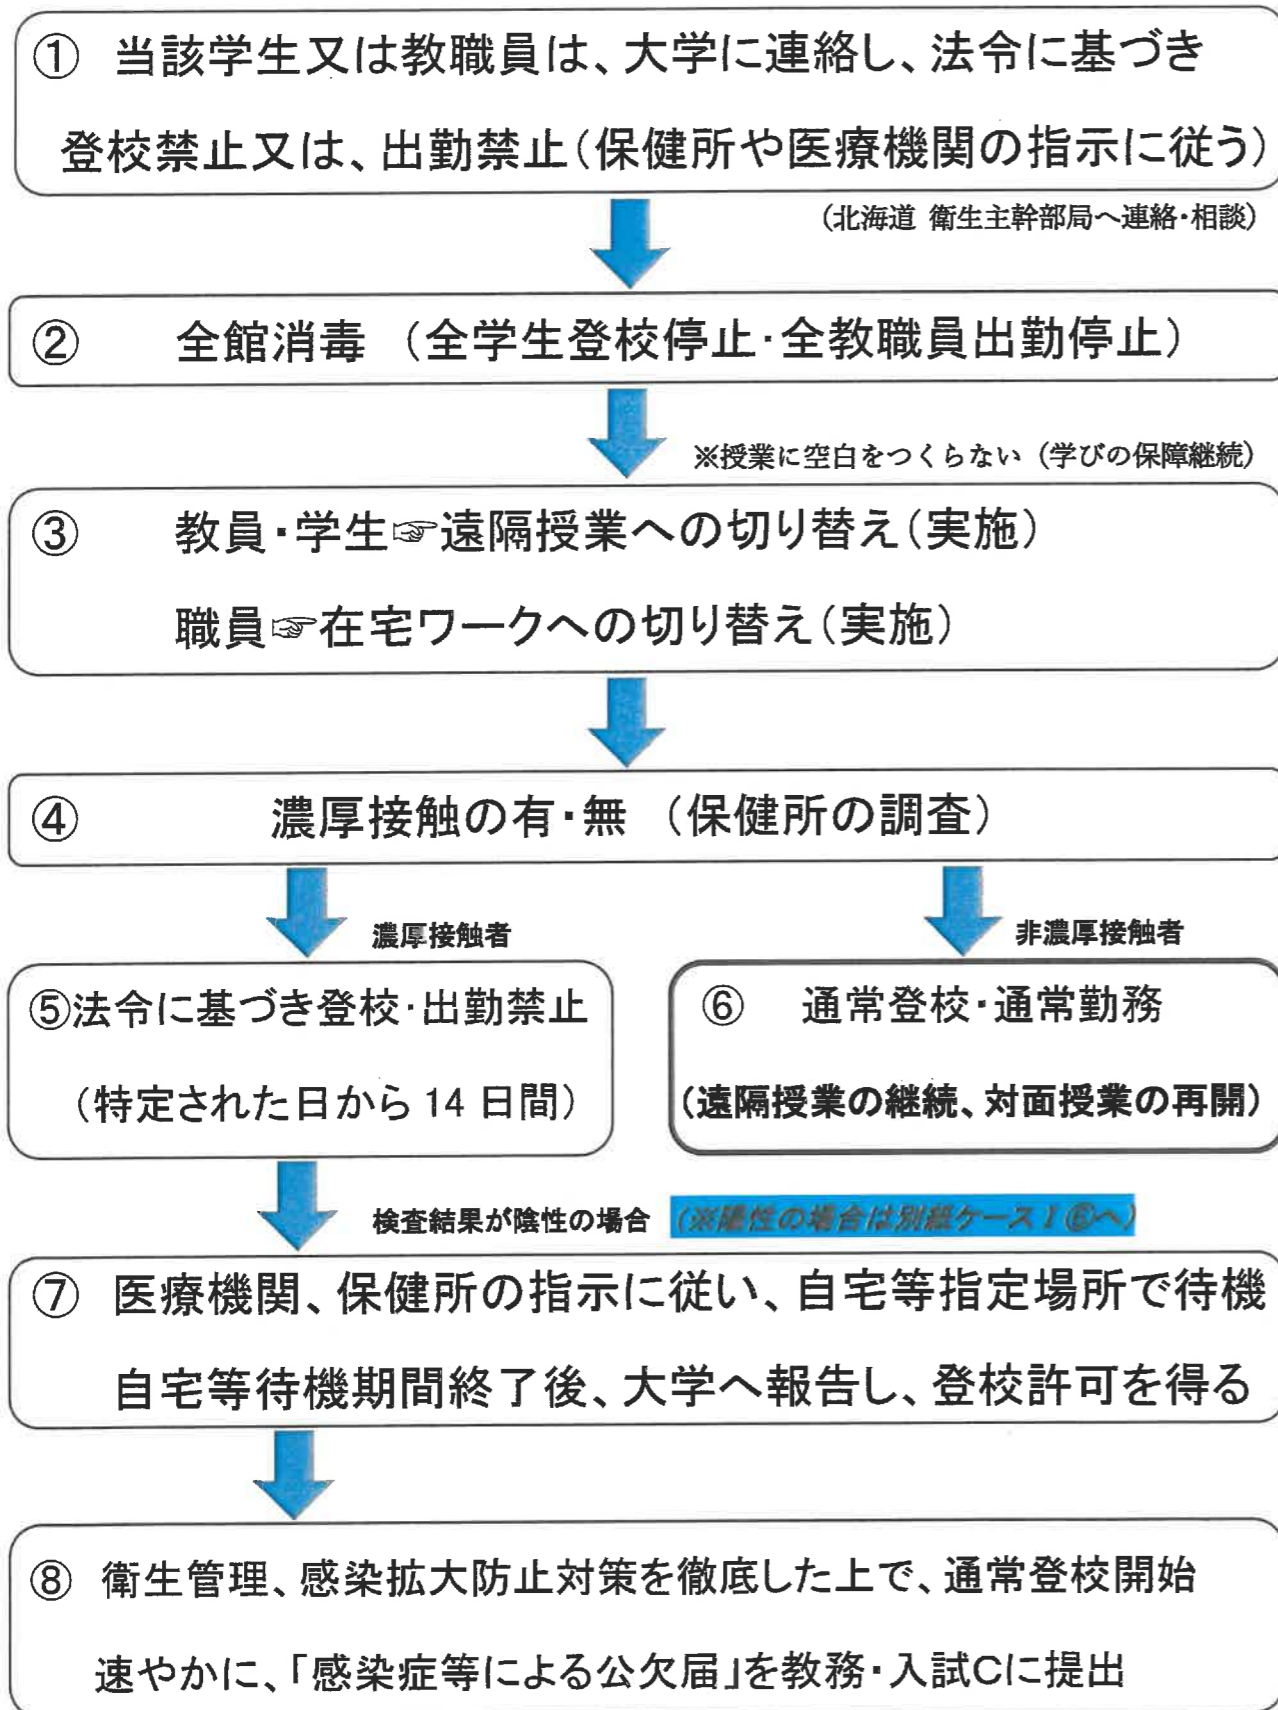 ① 当該学生又は教職員は、大学に連絡し、法令に基づき
登校禁止又は、出勤禁止(保健所や医療機関の指示に従う)
(北海道 衛生主幹部局へ連絡・相談)
② 全館消毒 (全学生登校停止・全教職員出勤停止)
※授業に空白をつくらない (学びの保障継続)
③ 教員・学生☞遠隔授業への切り替え(実施)
職員☞在宅ワークへの切り替え(実施)
④ 濃厚接触の有・無 (保健所の調査)
濃厚接触者
⑤法令に基づき登校・出勤禁止
(特定された日から 14 日間)
非濃厚接触者
⑥ 通常登校・通常勤務
(遠隔授業の継続、対面授業の再開)
検査結果が陰性の場合 (※陽性の場合は別紙ケースⅠ⑥へ)
⑦ 医療機関、保健所の指示に従い、自宅等指定場所で待機
自宅等待機期間終了後、大学へ報告し、登校許可を得る
⑧ 衛生管理、感染拡大防止対策を徹底した上で、通常登校開始
速やかに、「感染症等による公欠届」を教務・入試Cに提出